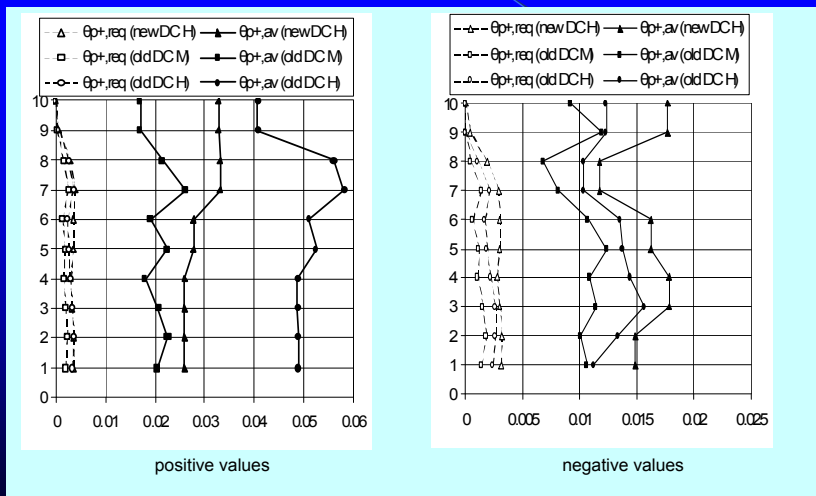 θp+,req (newDCH) θp+,av (newDCH)
θp+,req (oldDCM) θp+,av (oldDCM)
θp+,req (oldDCH) θp+,av (oldDCH)
10
9
8
7
6
5
4
3
2
1
0
0 0.01 0.02 0.03 0.04 0.05 0.06
positive values
θp+,req (newDCH) θp+,av (newDCH)
θp+,req (oldDCM) θp+,av (oldDCM)
θp+,req (oldDCH) θp+,av (oldDCH)
10
9
8
7
6
5
4
3
2
1
0
0 0.005 0.01 0.015 0.02 0.025
negative values